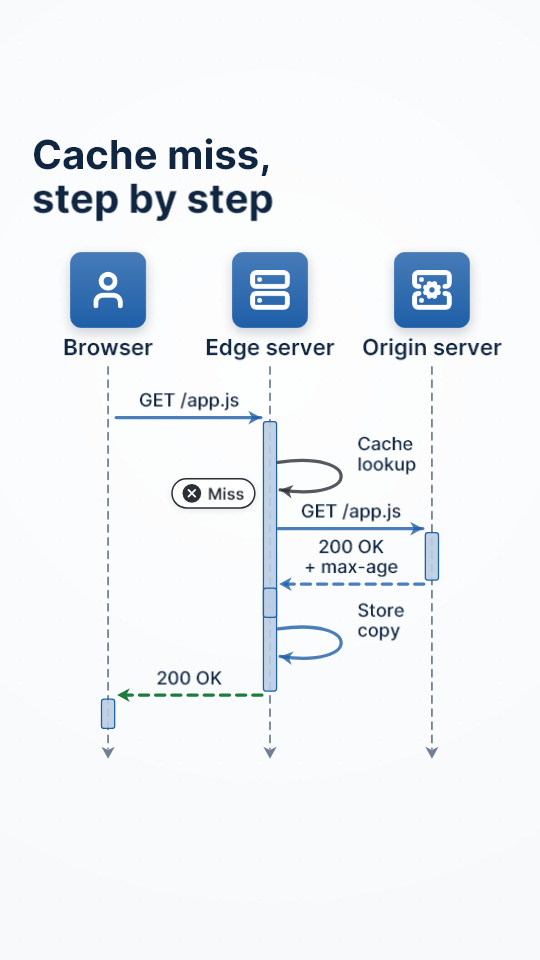 Cache miss,
step by step
Browser
Edge server
Origin server
GET /app.js
Cache
lookup
Miss
GET /app.js
200 OK
+ max-age
Store
copy
200 OK